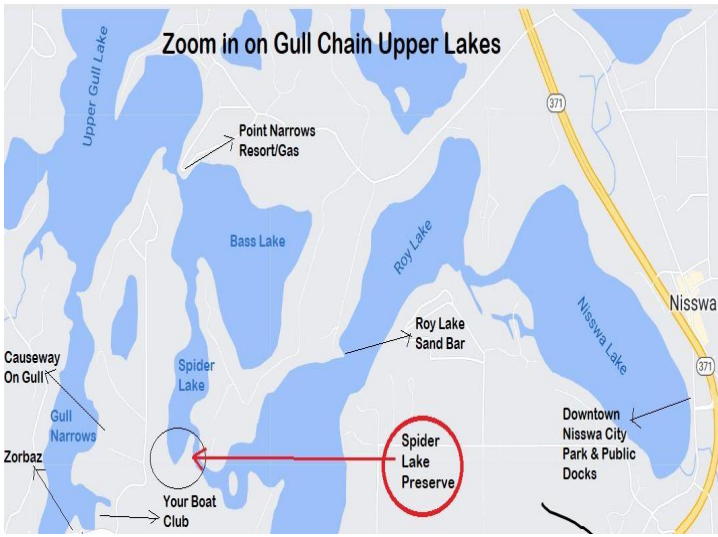 Zoom in on Gull Chain Upper Lakes
Upper Gull Lake
371
Point Narrows
Resort/Gas
Bass Lake
Roy Lake
Nisswa
Nisswa Lake
Roy Lake
Sand Bar
Causeway
On Gull
Spider
Lake
371
Gull
Narrows
Downtown
Nisswa City
Park & Public
Docks
Zorbaz
Spider
Lake
Preserve
Your Boat
Club